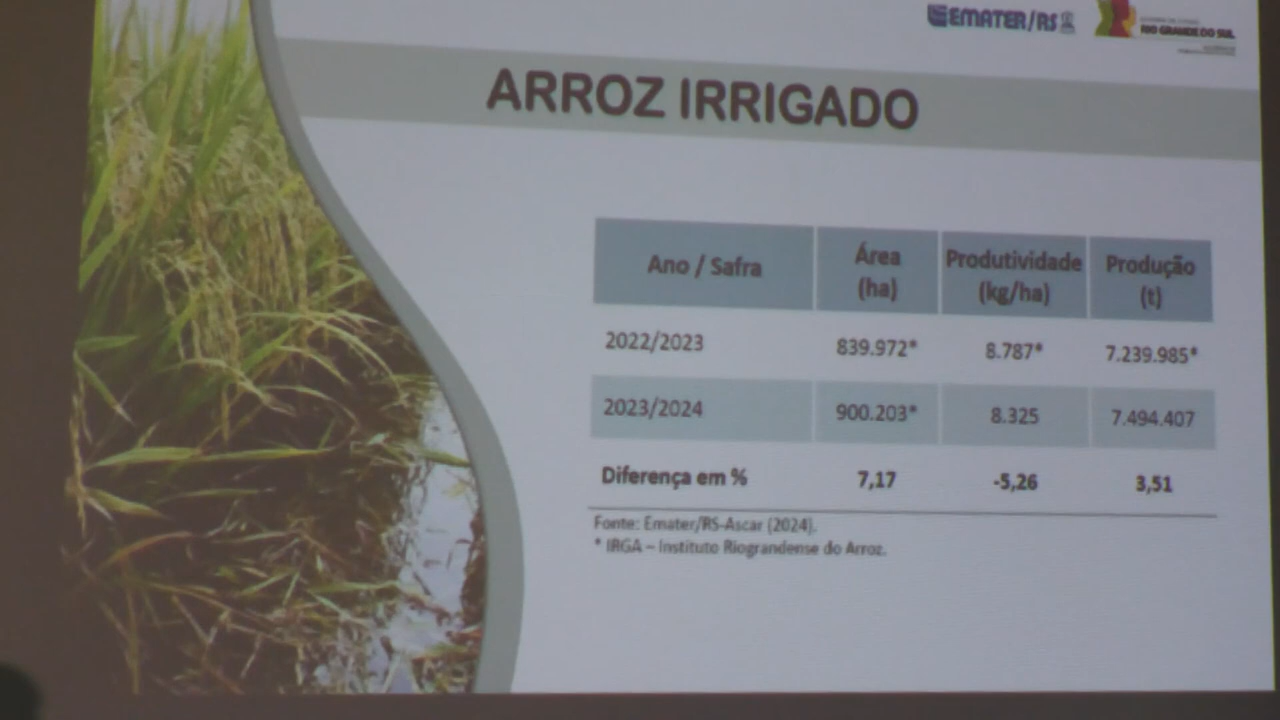 EMATER/RS
RIO GRANDE DO SUL
ARROZ IRRIGADO
Ano / Safra Área (ha) Produtividade (kg/ha) Produção (t)
2022/2023 839.972* 8.787* 7.239.985*
2023/2024 900.203* 8.325 7.494.407
Diferença em % 7,17 -5,26 3,51
Fonte: Emater/RS-Ascar (2024).
* IRGA – Instituto Riograndense do Arroz.